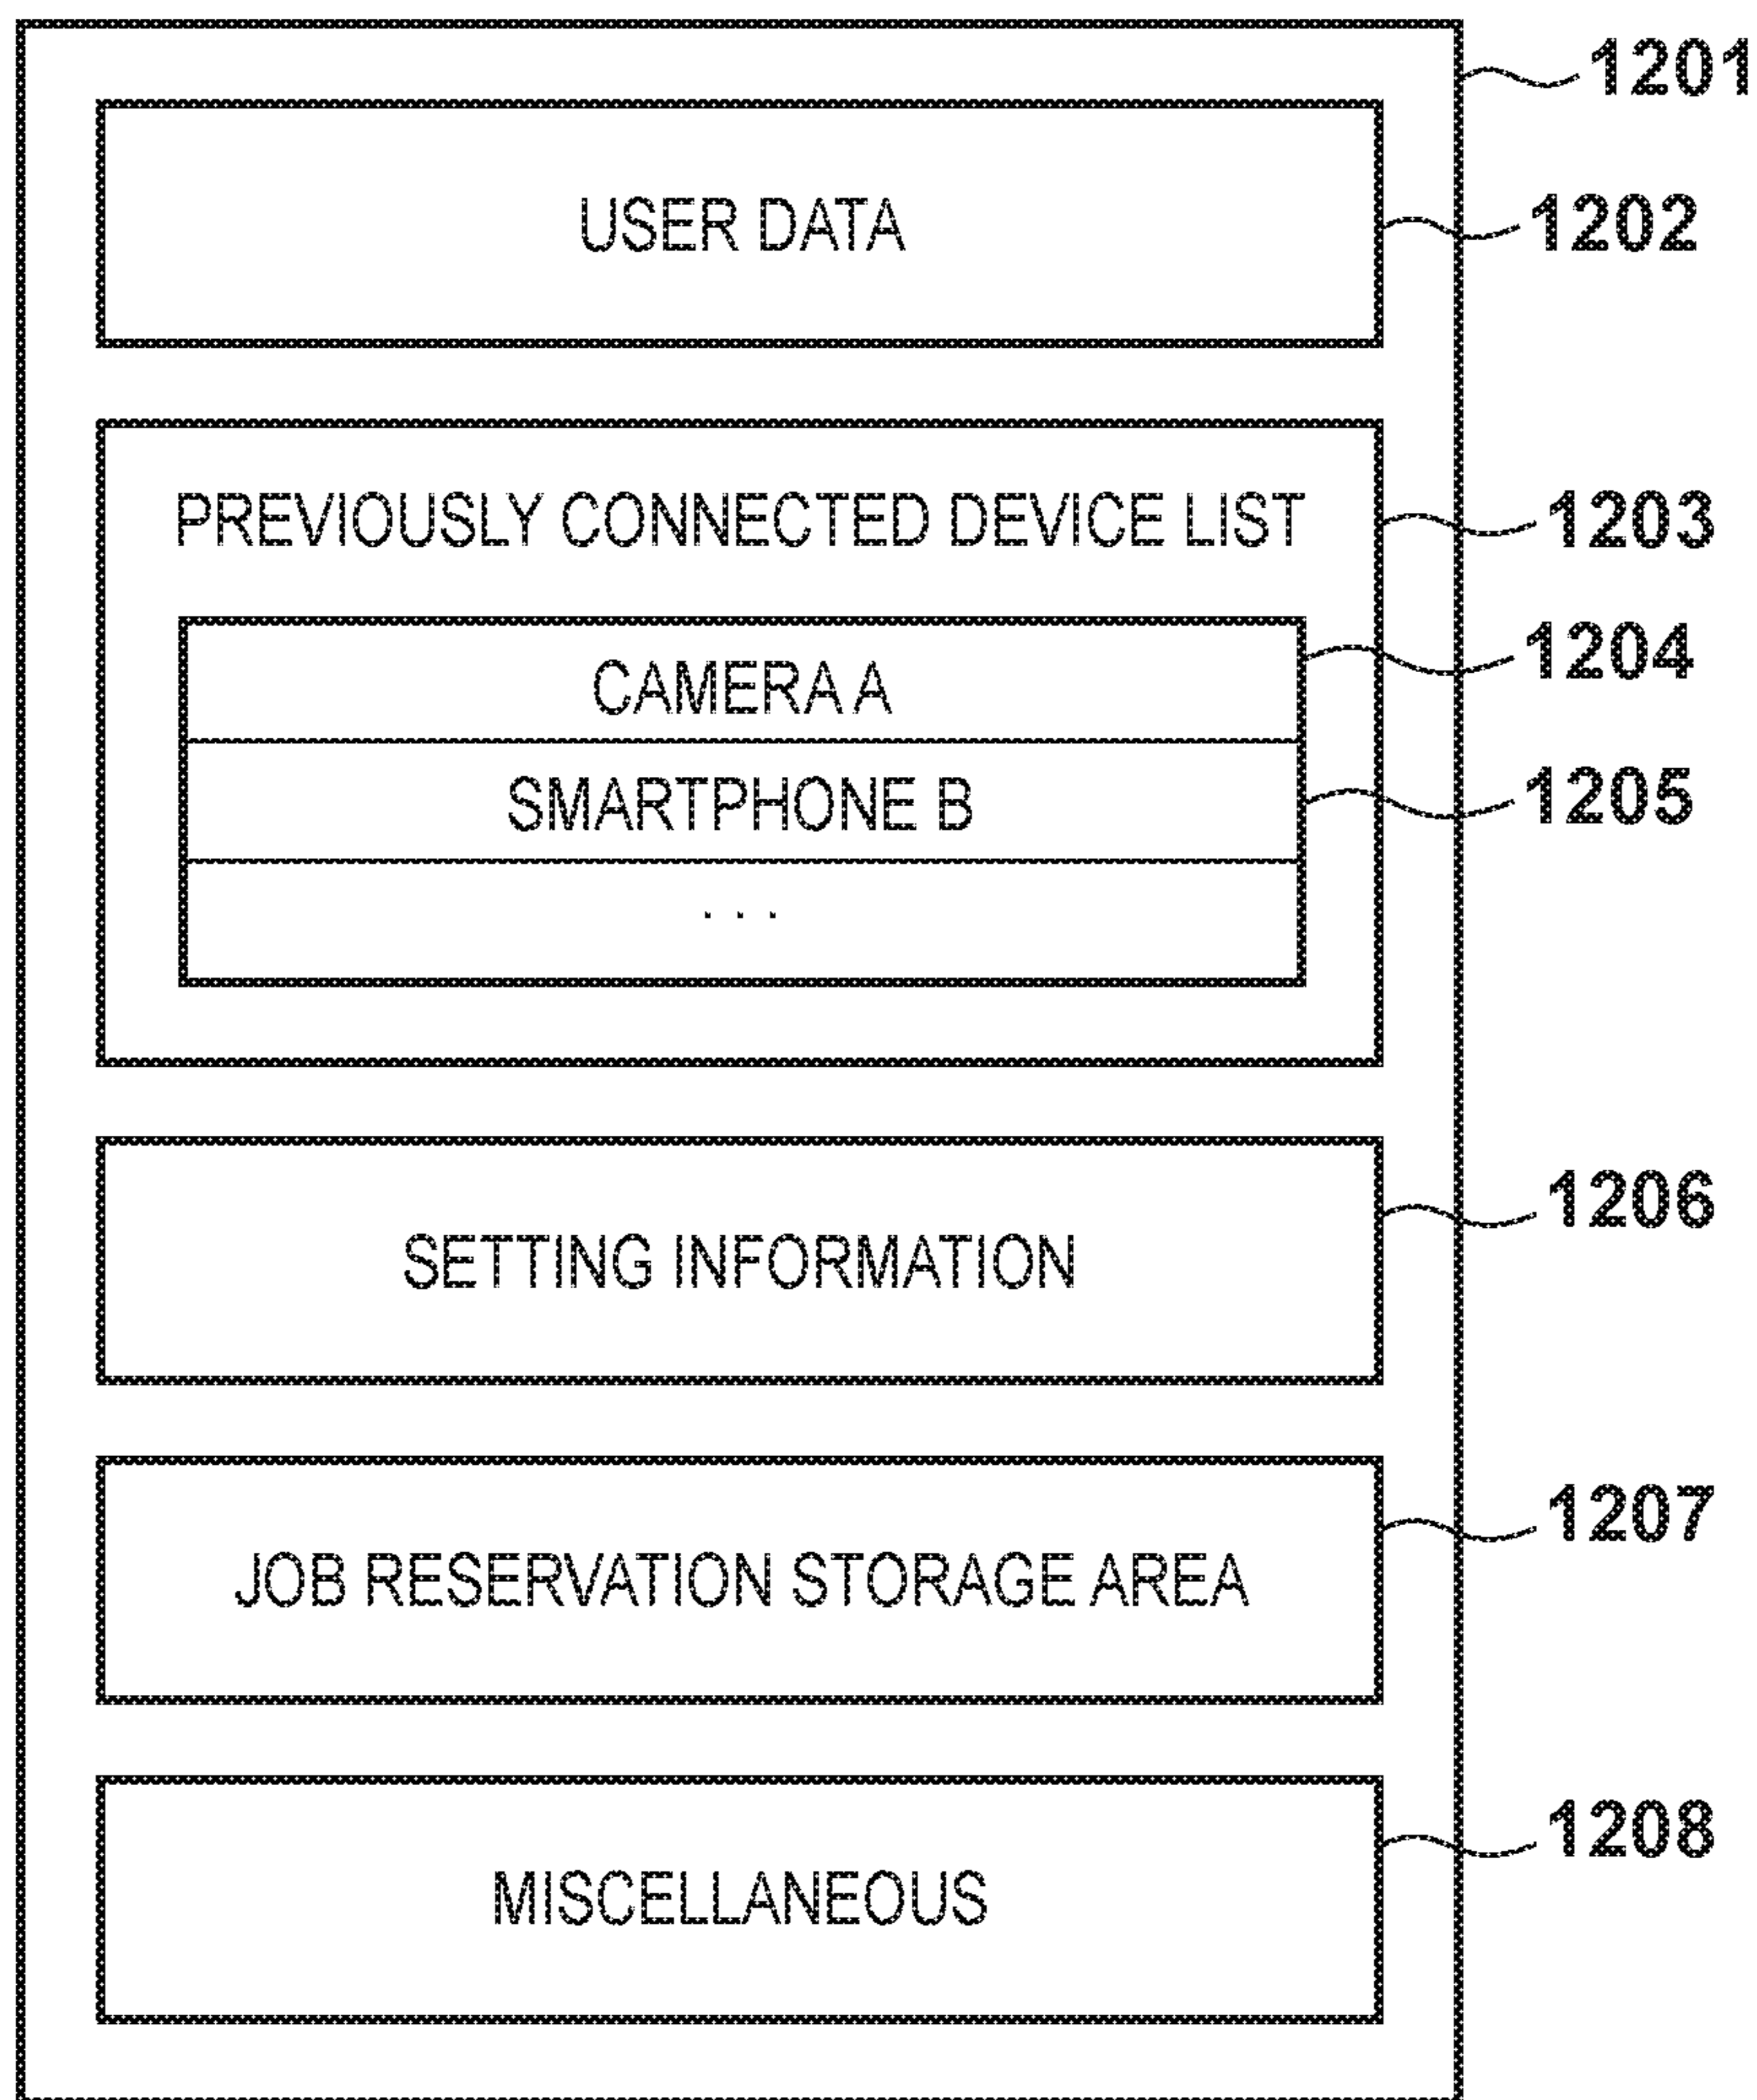 1201
USER DATA
1202
PREVIOUSLY CONNECTED DEVICE LIST
1203
CAMERA A
1204
SMARTPHONE B
1205
. . .
SETTING INFORMATION
1206
JOB RESERVATION STORAGE AREA
1207
MISCELLANEOUS
1208